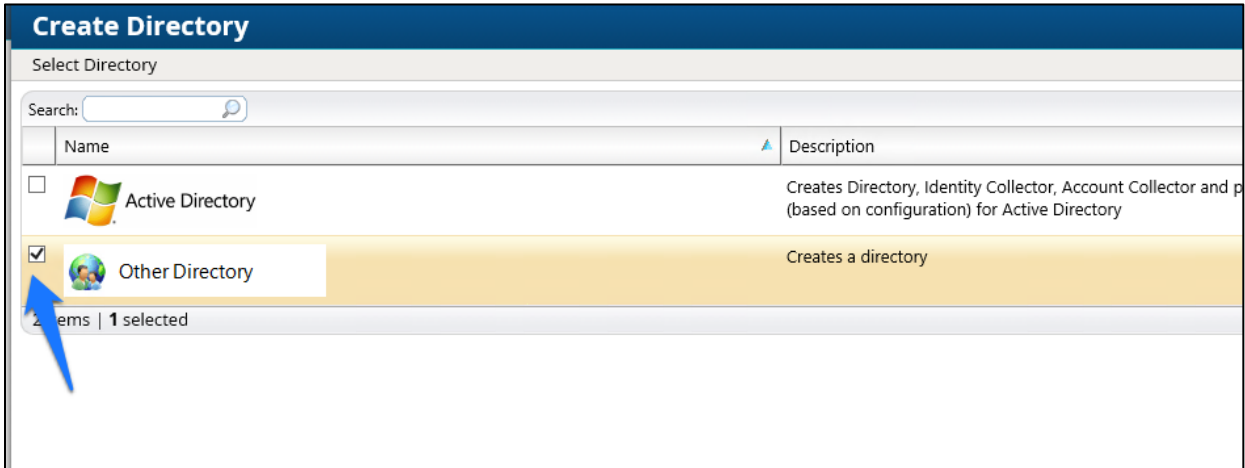 Create Directory
Select Directory
Search:
Name
Description
Active Directory
Creates Directory, Identity Collector, Account Collector and p
(based on configuration) for Active Directory
Other Directory
Creates a directory
2 ems | 1 selected